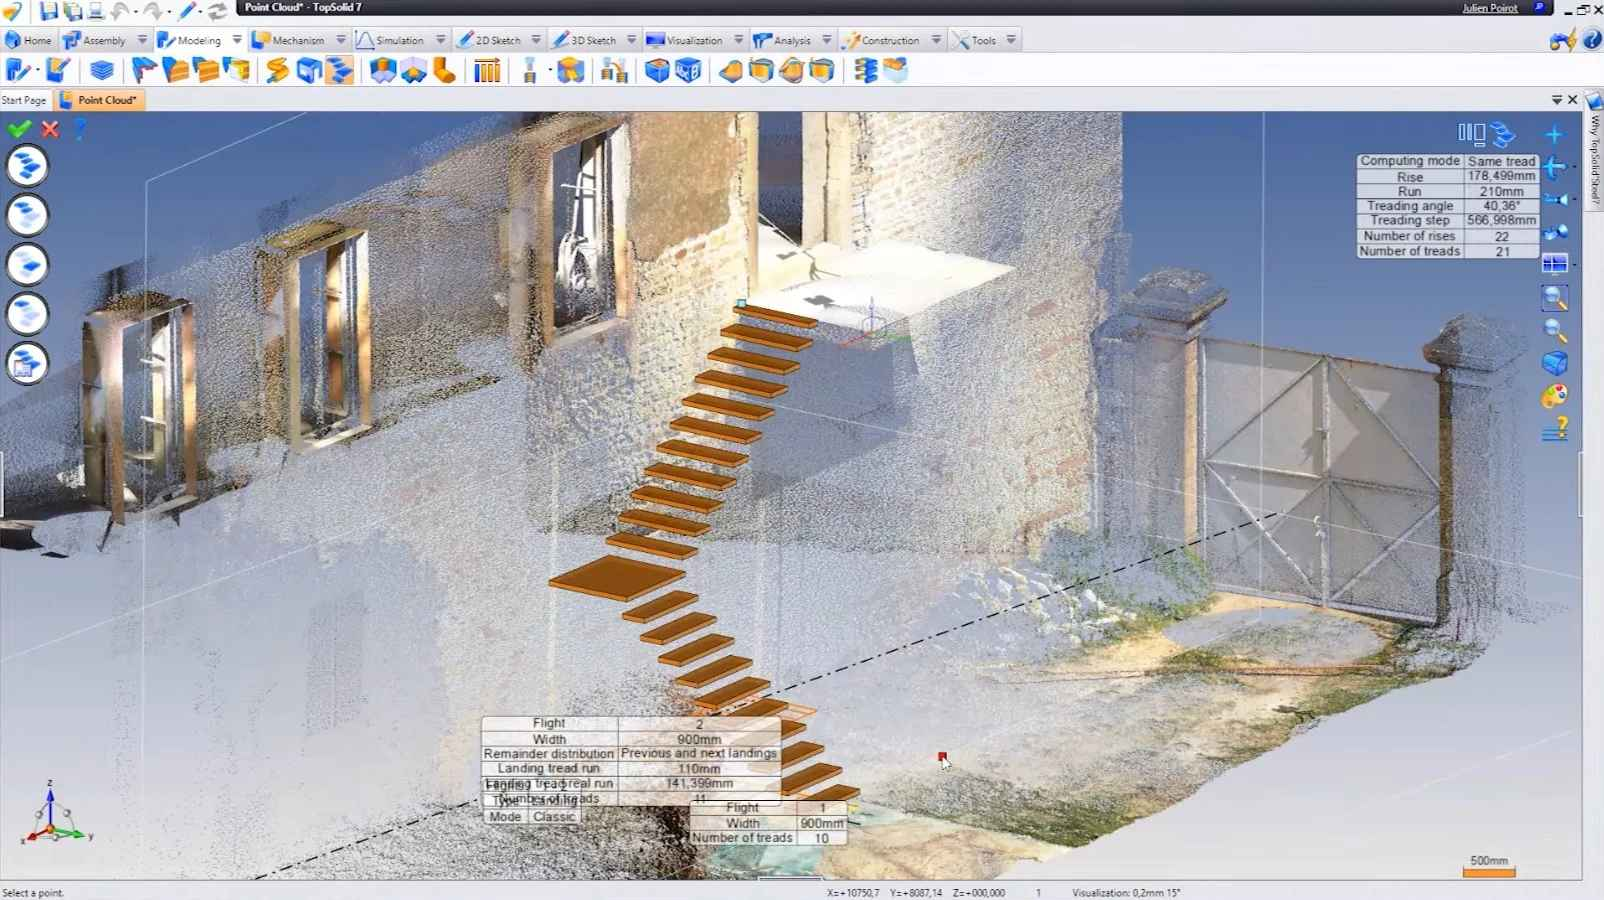 Point Cloud* - TopSolid 7
Julien Poirot
Home
Assembly
Modeling
Mechanism
Simulation
2D Sketch
3D Sketch
Visualization
Analysis
Construction
Tools
Start Page
Point Cloud*
Why TopSolid'Steel?
Computing mode Same tread
Rise 178,499mm
Run 210mm
Treading angle 40,36°
Treading step 566,998mm
Number of rises 22
Number of treads 21
Flight 2
Width 900mm
Remainder distribution Previous and next landings
Landing tread run 110mm
Landing tread real run 141,399mm
Number of treads 11
Type Landing
Mode Classic
Flight 1
Width 900mm
Number of treads 10
z
x
y
500mm
Select a point.
X=+10750,7 Y=+8087,14 Z=+000,000 1 Visualization: 0,2mm 15°